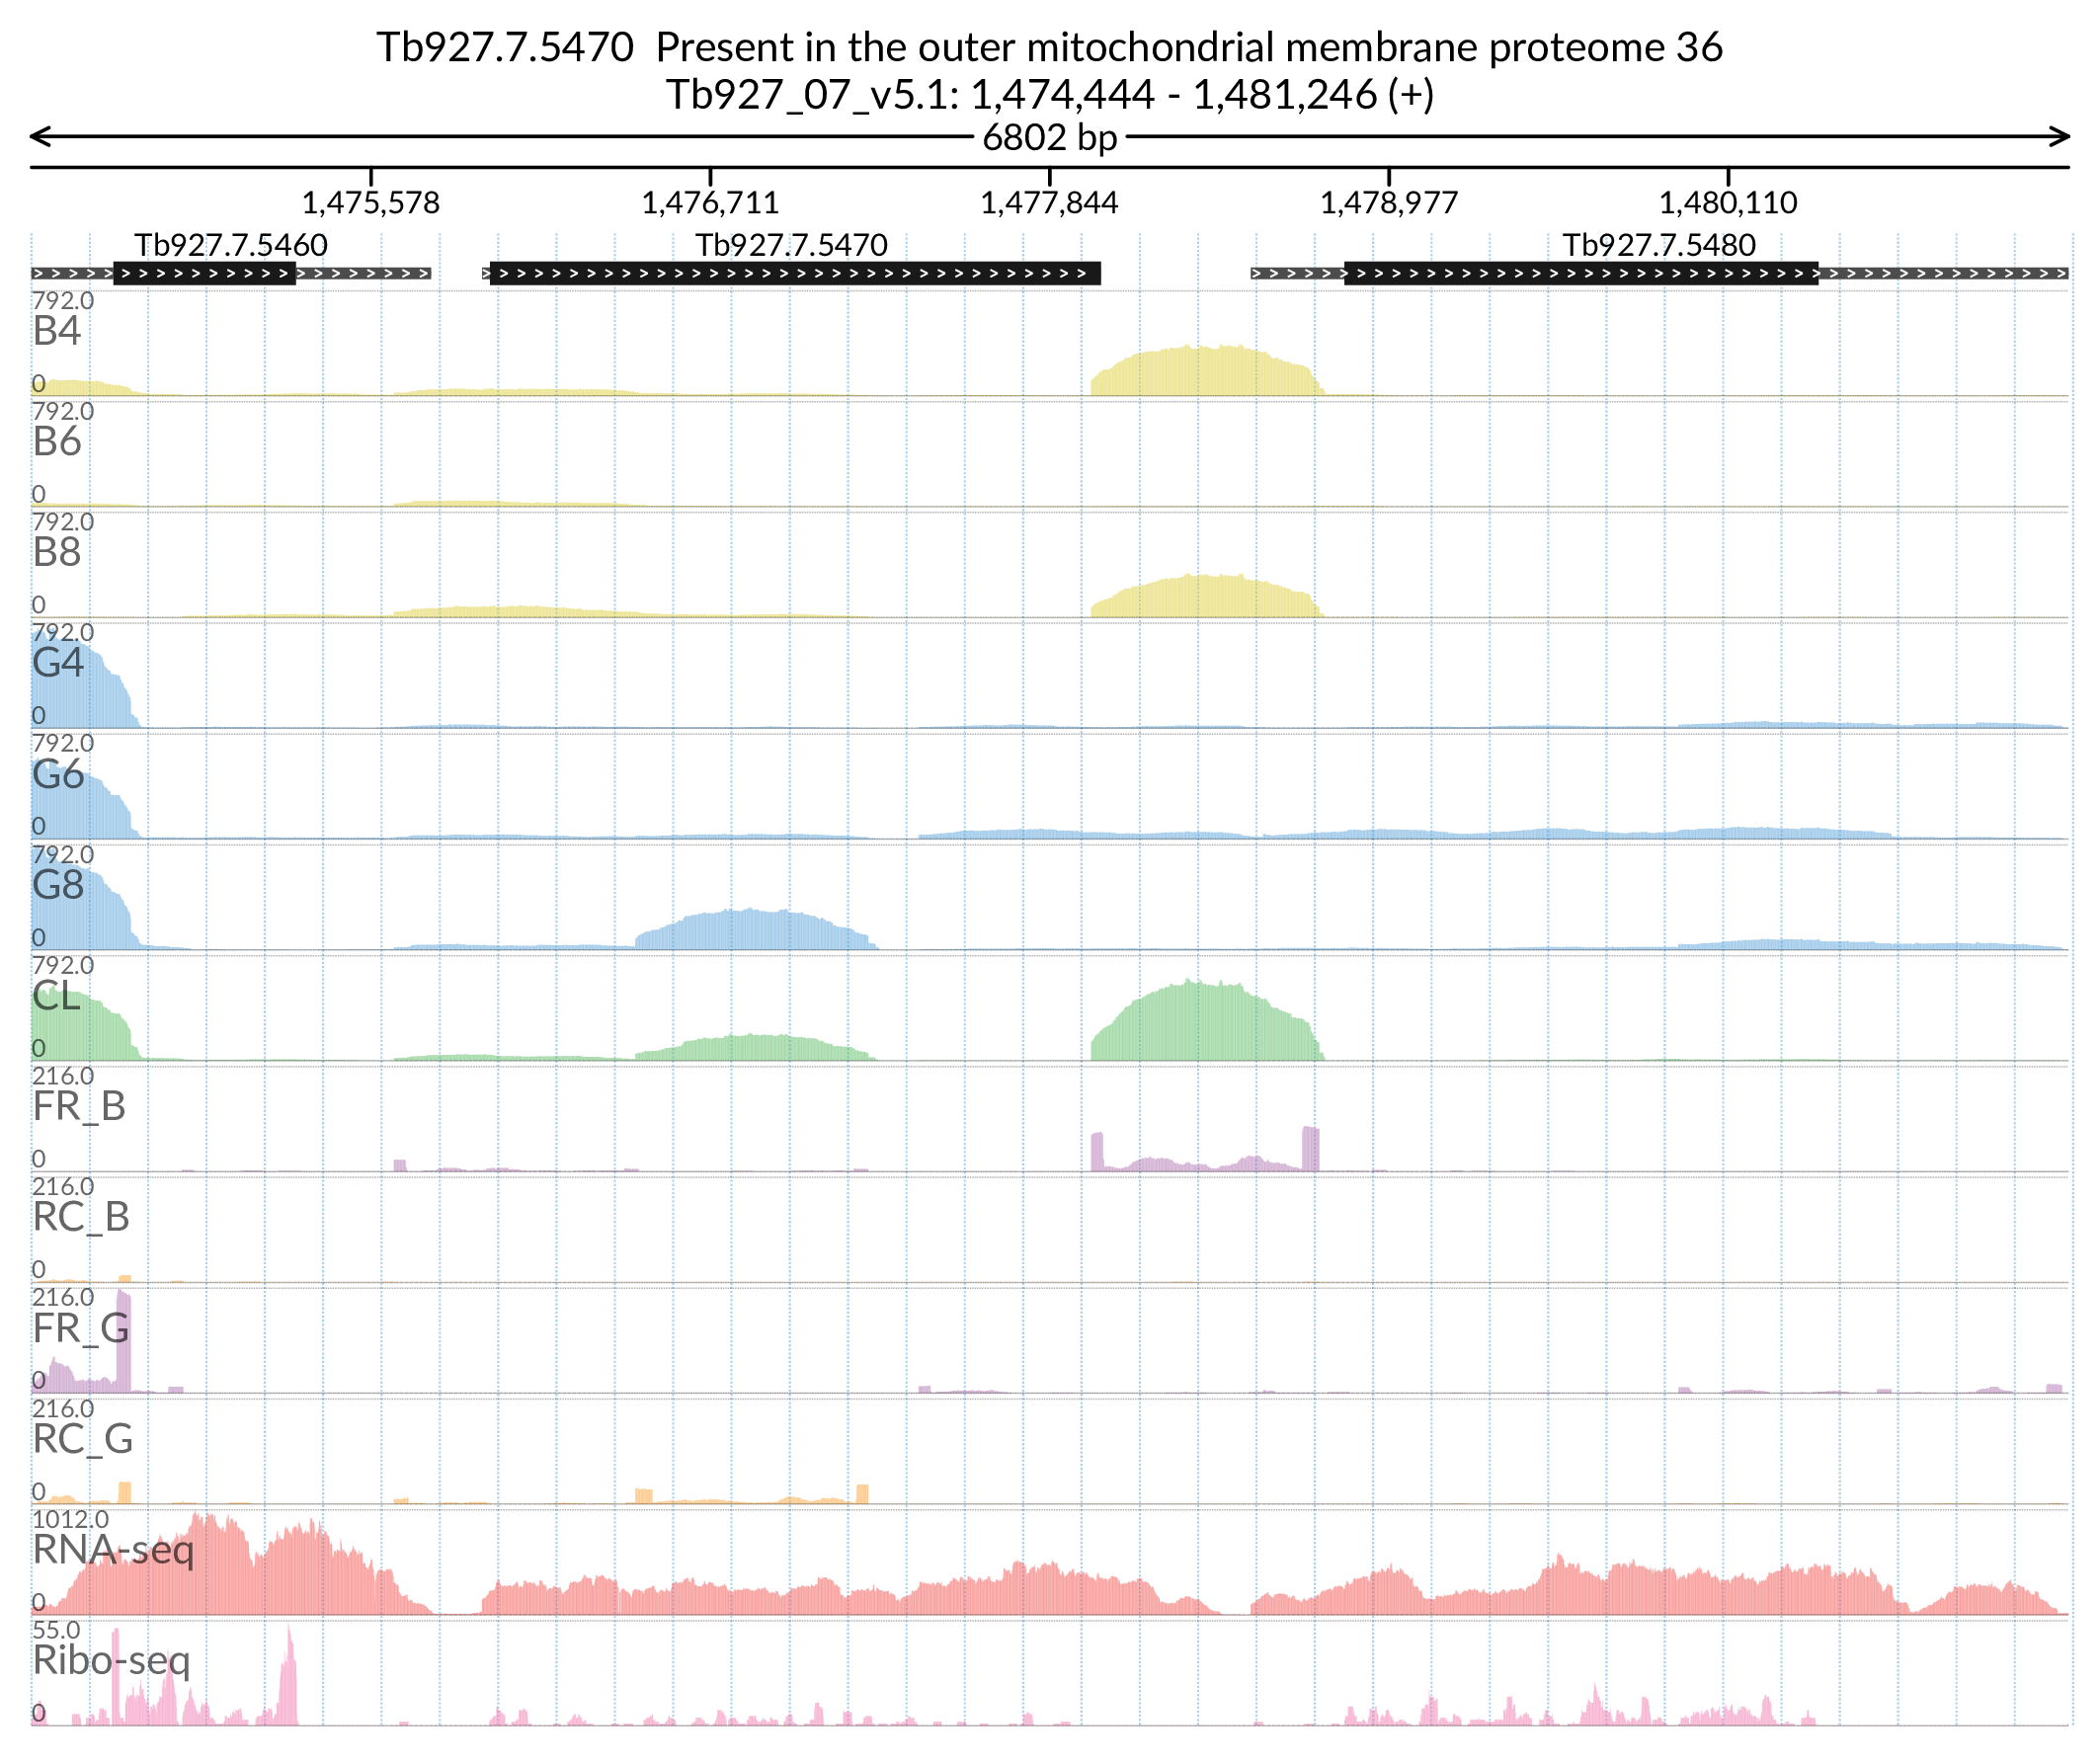 Tb927.7.5470  Present in the outer mitochondrial membrane proteome 36
Tb927_07_v5.1: 1,474,444 - 1,481,246 (+)
6802 bp
1,475,578 1,476,711 1,477,844 1,478,977 1,480,110
Tb927.7.5460 Tb927.7.5470 Tb927.7.5480
792.0
B4
0
792.0
B6
0
792.0
B8
0
792.0
G4
0
792.0
G6
0
792.0
G8
0
792.0
CL
0
216.0
FR_B
0
216.0
RC_B
0
216.0
FR_G
0
216.0
RC_G
0
1012.0
RNA-seq
0
55.0
Ribo-seq
0